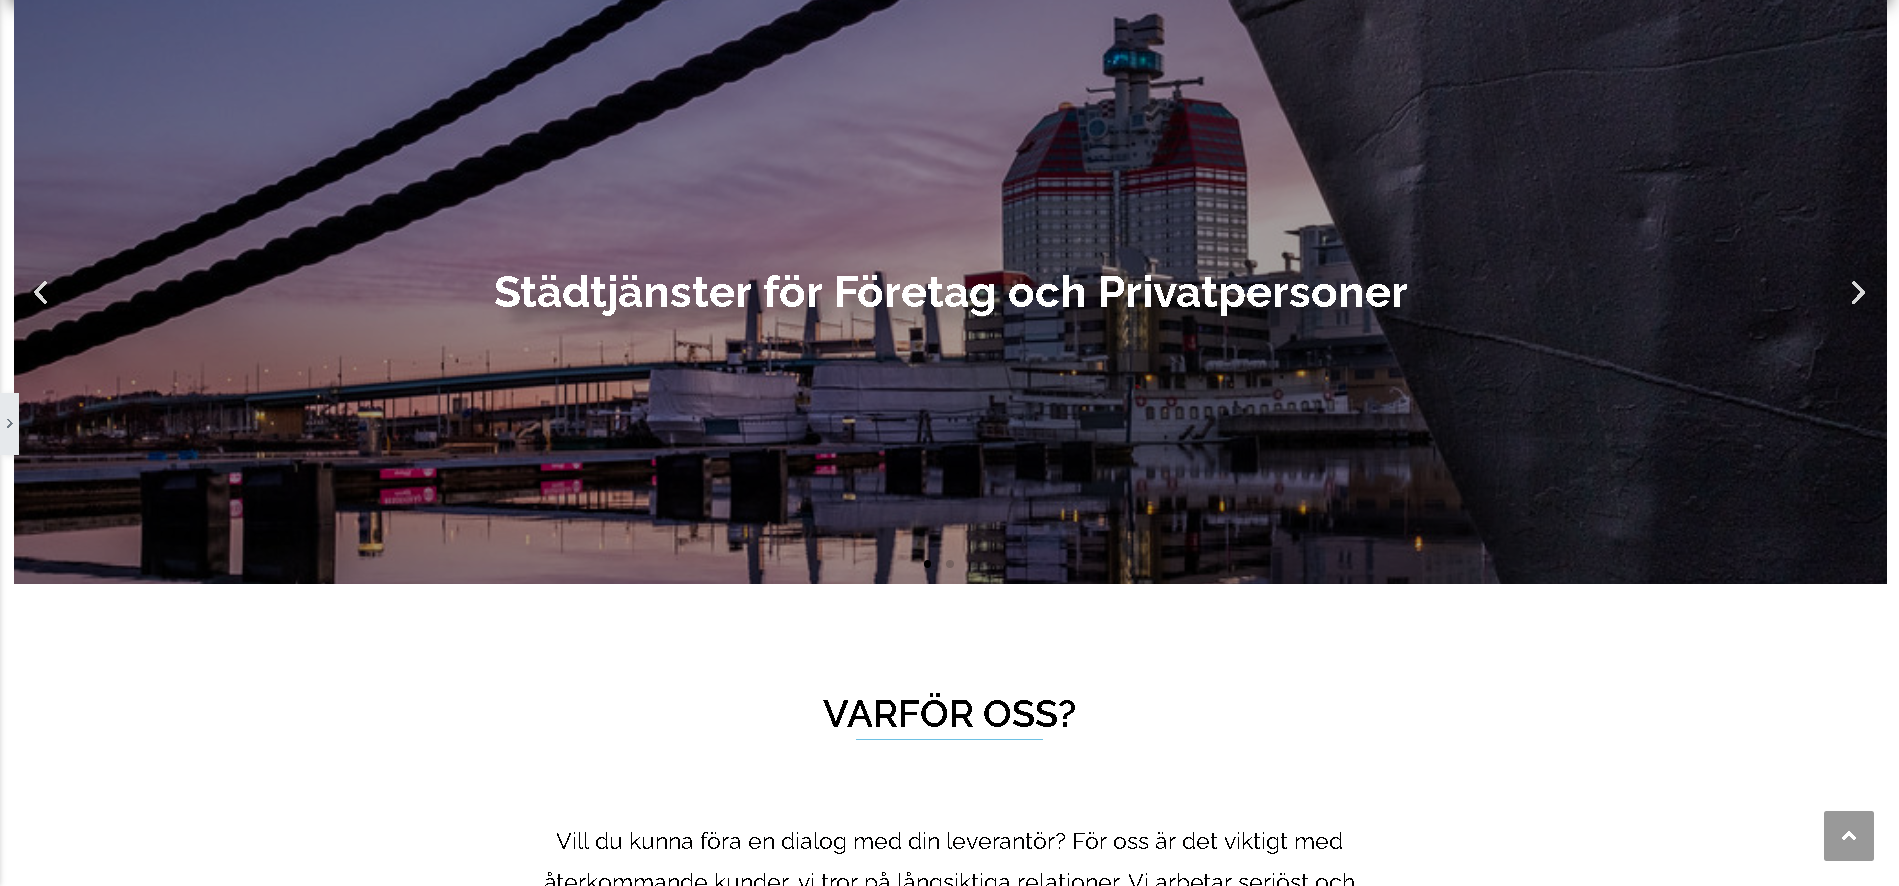 Städtjänster för Företag och Privatpersoner
VARFÖR OSS?
Vill du kunna föra en dialog med din leverantör? För oss är det viktigt med
återkommande kunder, vi tror på långsiktiga relationer. Vi arbetar seriöst och